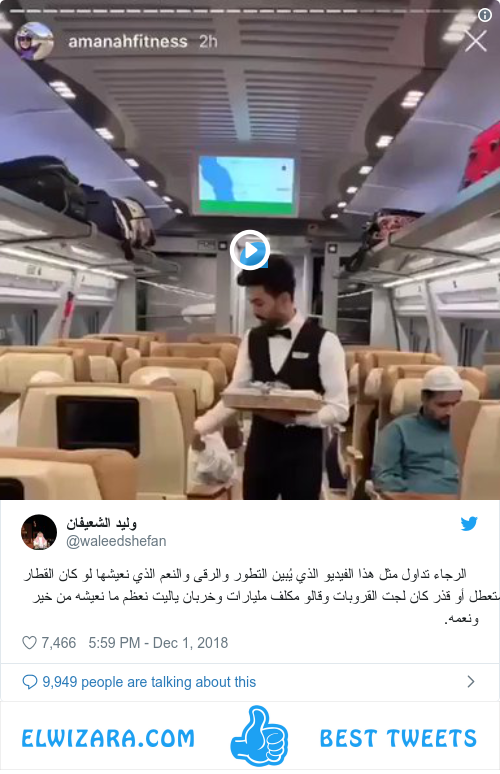 amanahfitness 2h
وليد الشعيفان
@waleedshefan
الرجاء تداول مثل هذا الفيديو الذي يُبين التطور والرقى والنعم الذي نعيشها لو كان القطار
متعطل أو قذر كان لجت القروبات وقالو مكلف مليارات وخربان ياليت نعظم ما نعيشه من خير
ونعمه.
7,466 5:59 PM - Dec 1, 2018
9,949 people are talking about this
ELWIZARA.COM BEST TWEETS